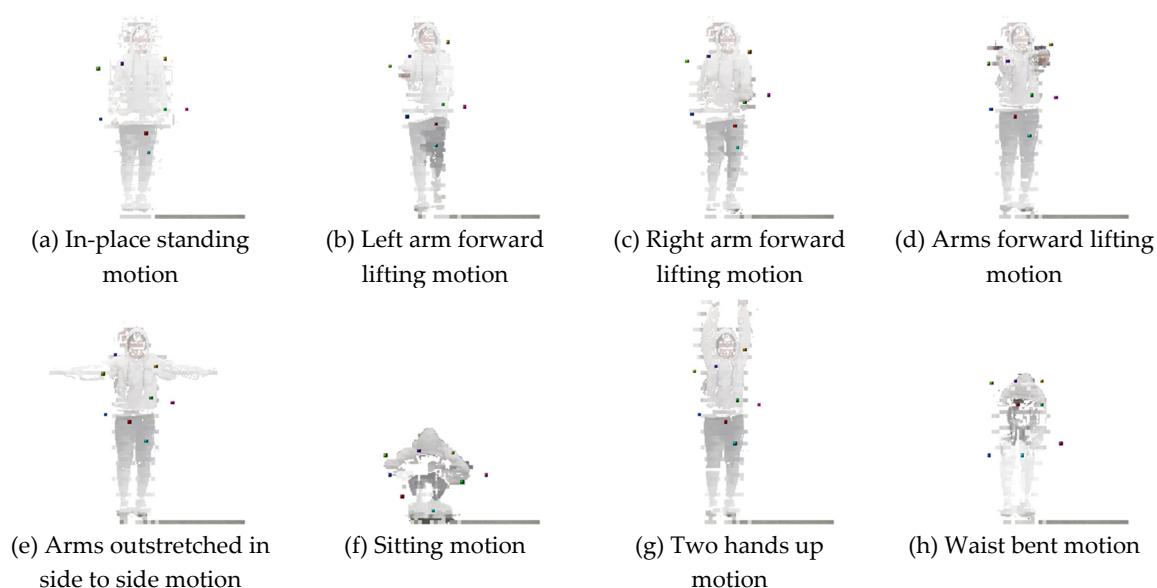 (a) In-place standing
motion
(b) Left arm forward
lifting motion
(c) Right arm forward
lifting motion
(d) Arms forward lifting
motion
(e) Arms outstretched in
side to side motion
(f) Sitting motion
(g) Two hands up
motion
(h) Waist bent motion